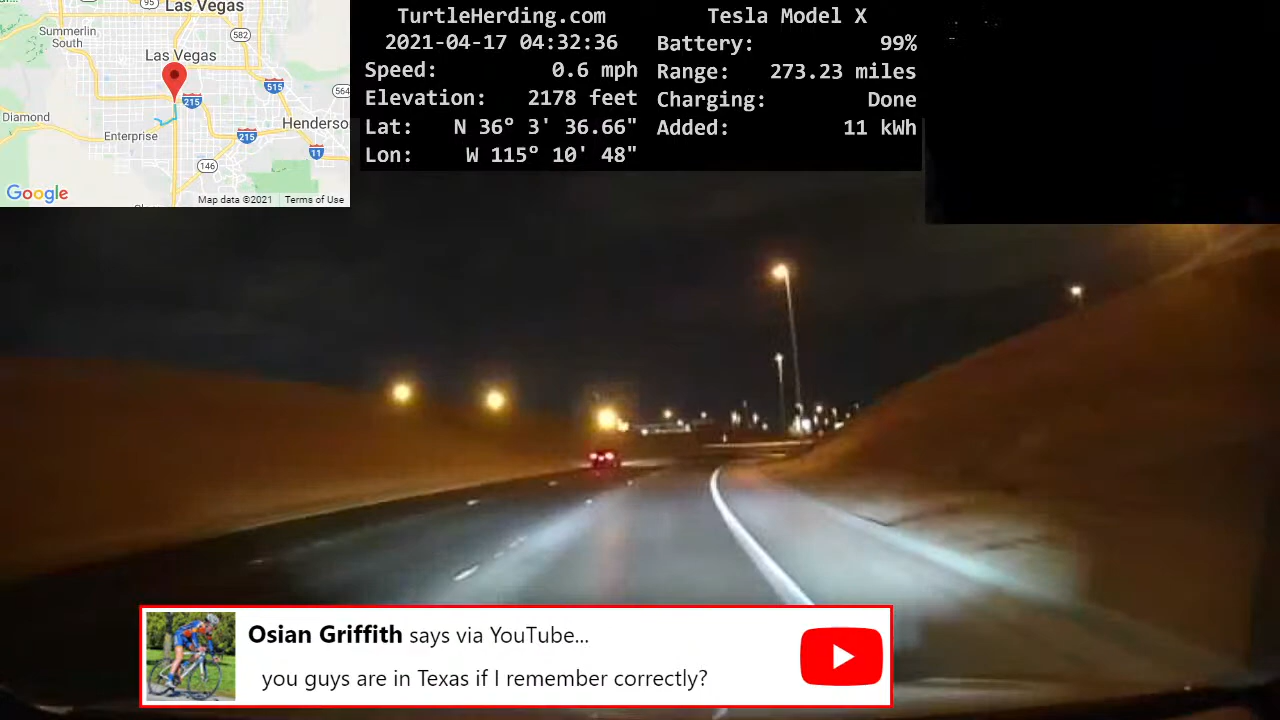 95
Las Vegas
Summerlin
South
582
Las Vegas
515
564
215
Diamond
Enterprise
215
Henderso
11
146
Google
Map data ©2021
Terms of Use
TurtleHerding.com
2021-04-17 04:32:36
Speed: 0.6 mph
Elevation: 2178 feet
Lat: N 36° 3' 36.66"
Lon: W 115° 10' 48"
Tesla Model X
Battery: 99%
Range: 273.23 miles
Charging: Done
Added: 11 kWh
Osian Griffith says via YouTube...
you guys are in Texas if I remember correctly?